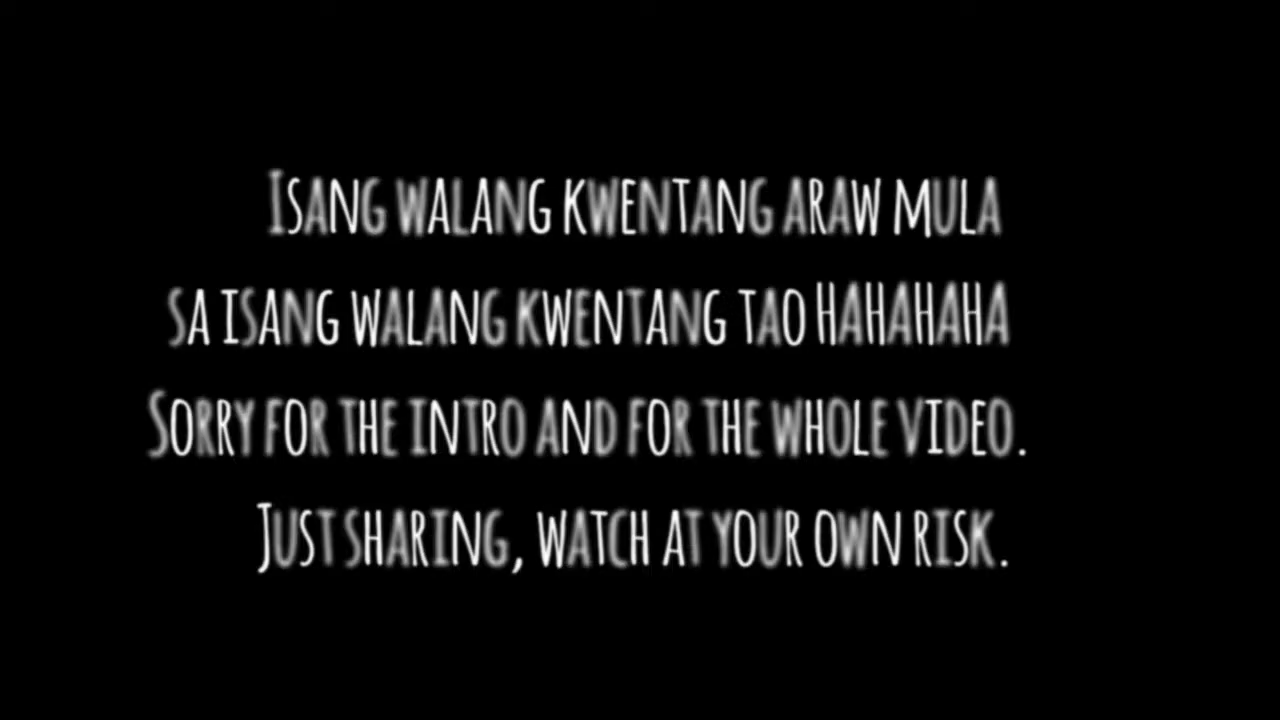 Isang walang kwentang araw mula
sa isang walang kwentang tao HAHAHAHA
Sorry for the intro and for the whole video.
Just sharing, watch at your own risk.